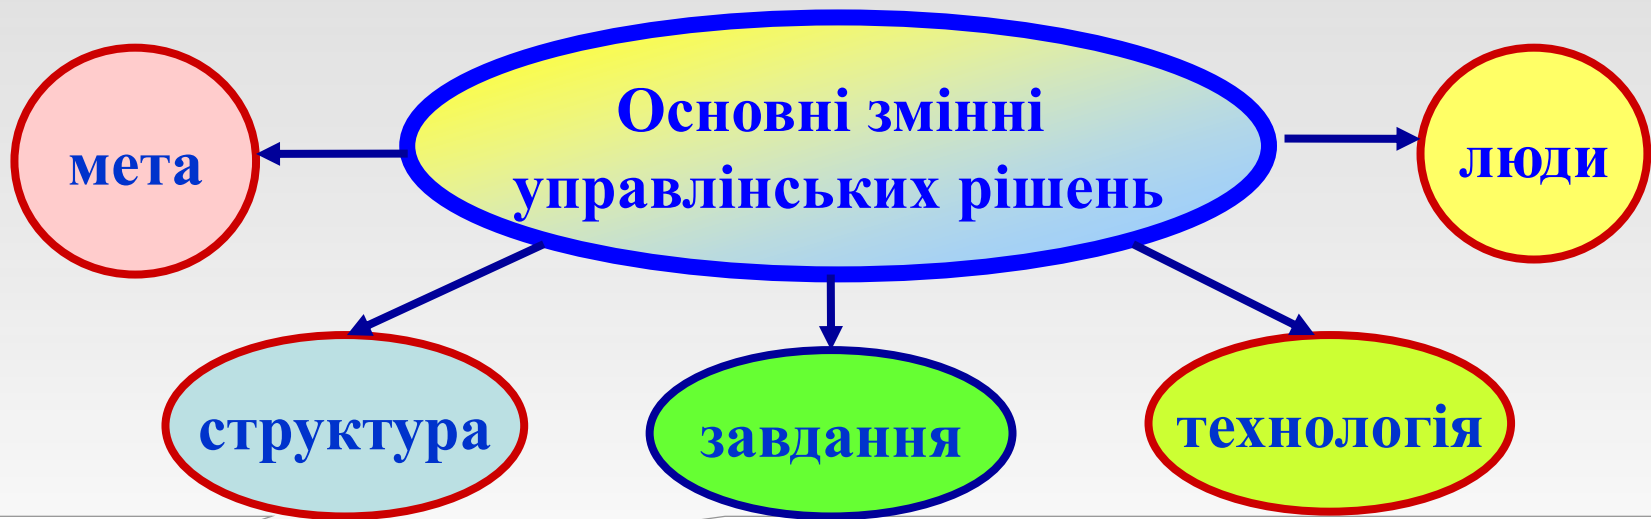 Основні змінні
управлінських рішень
мета
люди
структура
завдання
технологія